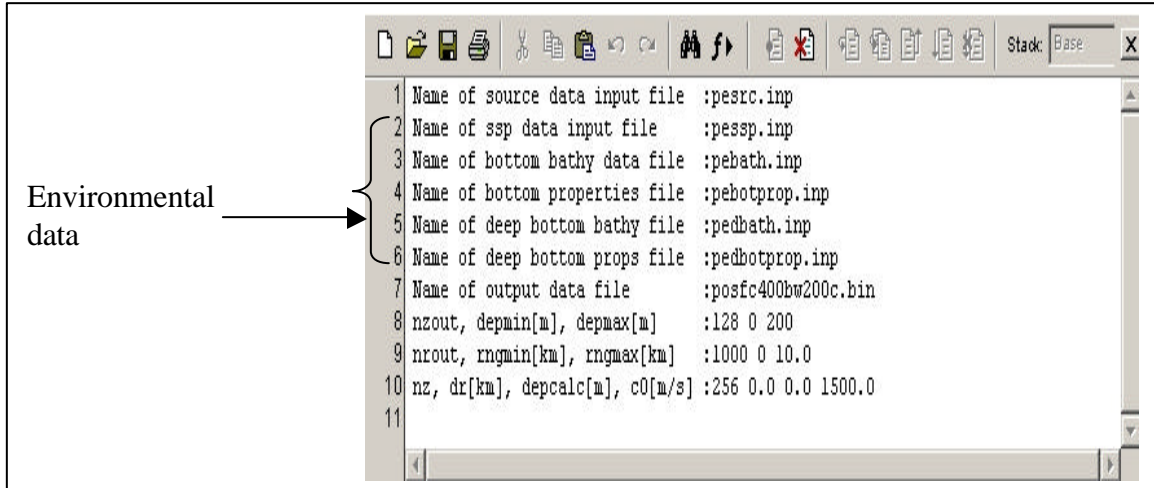 Stack: Base
1 Name of source data input file :pesrc.inp
2 Name of ssp data input file :pessp.inp
3 Name of bottom bathy data file :pebath.inp
4 Name of bottom properties file :pebotprop.inp
5 Name of deep bottom bathy file :pedbath.inp
6 Name of deep bottom props file :pedbotprop.inp
7 Name of output data file :posfc400bw200c.bin
8 nzout, depmin[m], depmax[m] :128 0 200
9 nrout, rngmin[km], rngmax[km] :1000 0 10.0
10 nz, dr[km], depcalc[m], c0[m/s] :256 0.0 0.0 1500.0
11
Environmental
data